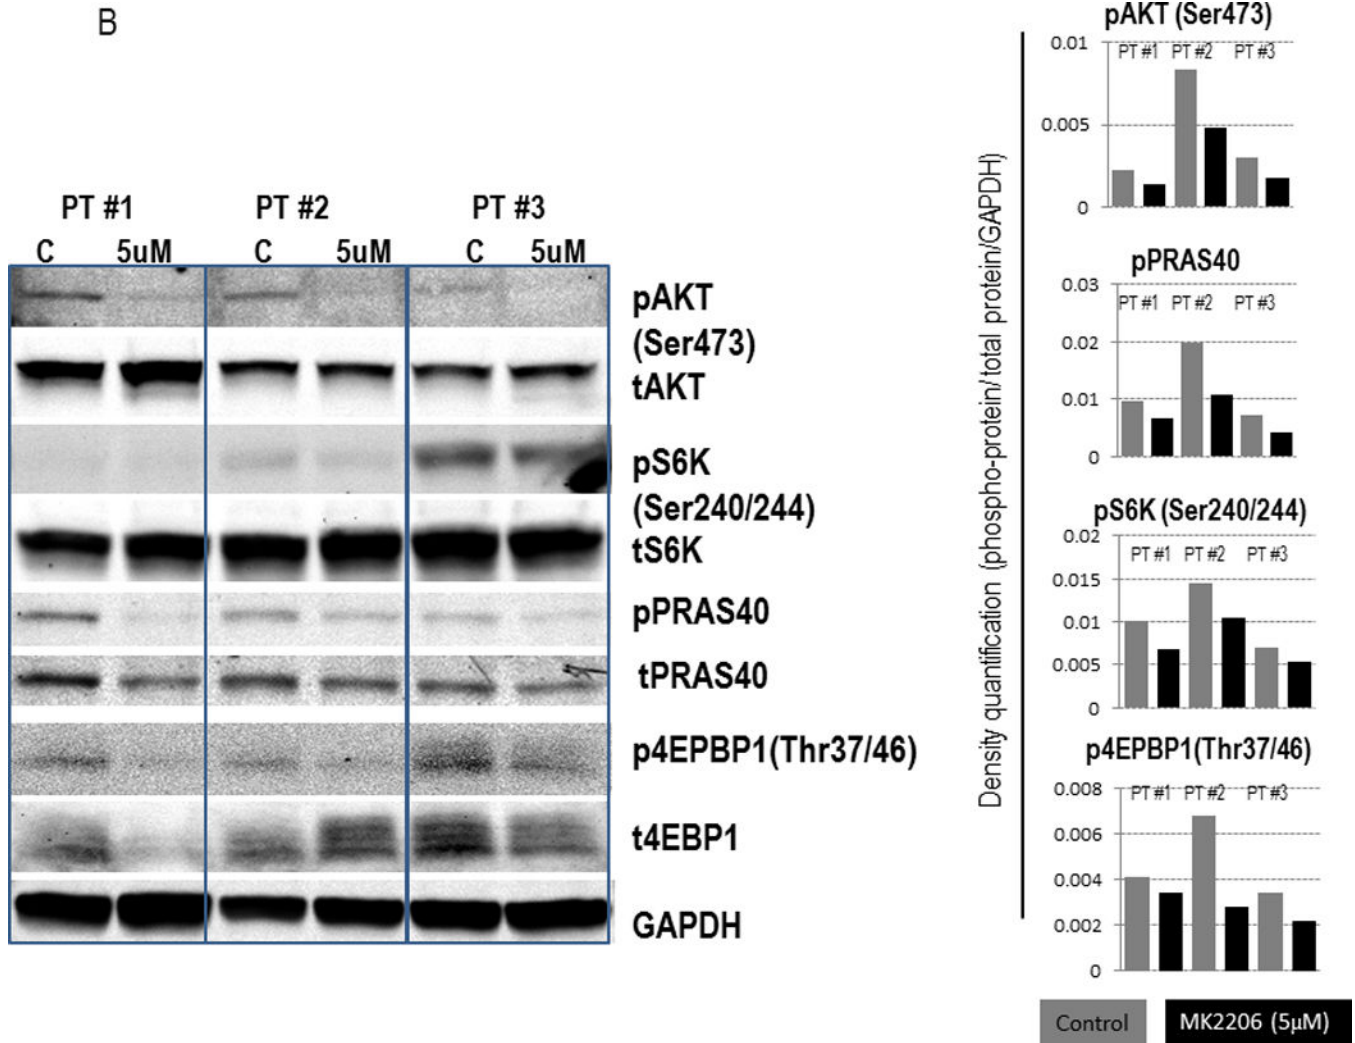 B
PT #1 PT #2 PT #3
C 5uM C 5uM C 5uM
pAKT
(Ser473)
tAKT
pS6K
(Ser240/244)
tS6K
pPRAS40
tPRAS40
p4EPBP1(Thr37/46)
t4EBP1
GAPDH
Density quantification (phospho-protein/total protein/GAPDH)
pAKT (Ser473)
PT #1 PT #2 PT #3
0.01
0.005
0
pPRAS40
PT #1 PT #2 PT #3
0.03
0.02
0.01
0
pS6K (Ser240/244)
PT #1 PT #2 PT #3
0.02
0.015
0.01
0.005
0
p4EPBP1(Thr37/46)
PT #1 PT #2 PT #3
0.008
0.006
0.004
0.002
0
Control MK2206 (5µM)